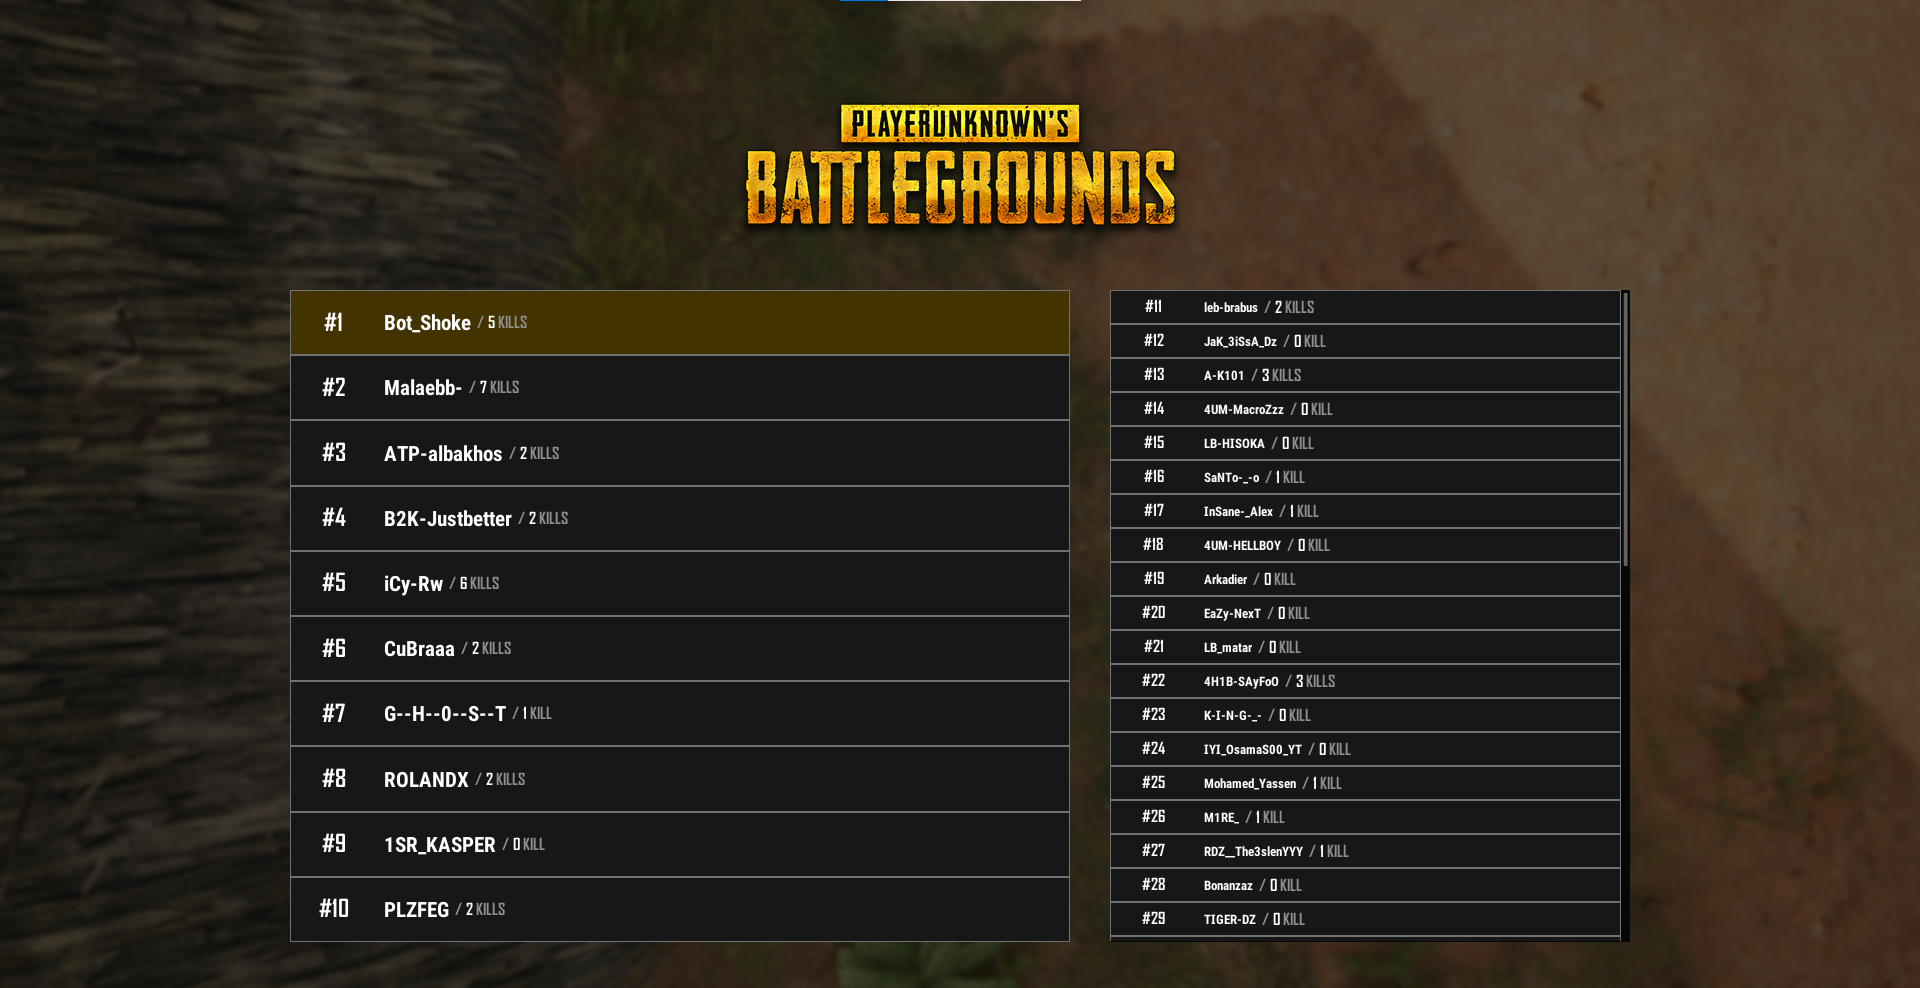 PLAYERUNKNOWN'S
BATTLEGROUNDS
#1 Bot_Shoke / 5 KILLS
#2 Malaebb- / 7 KILLS
#3 ATP-albakhos / 2 KILLS
#4 B2K-Justbetter / 2 KILLS
#5 iCy-Rw / 6 KILLS
#6 CuBraaa / 2 KILLS
#7 G--H--0--S--T / 1 KILL
#8 ROLANDX / 2 KILLS
#9 1SR_KASPER / 0 KILL
#10 PLZFEG / 2 KILLS
#11 leb-brabus / 2 KILLS
#12 JaK_3iSsA_Dz / 0 KILL
#13 A-K101 / 3 KILLS
#14 4UM-MacroZzz / 0 KILL
#15 LB-HISOKA / 0 KILL
#16 SaNTo-_-o / 1 KILL
#17 InSane-_Alex / 1 KILL
#18 4UM-HELLBOY / 0 KILL
#19 Arkadier / 0 KILL
#20 EaZy-NexT / 0 KILL
#21 LB_matar / 0 KILL
#22 4H1B-SAyFoO / 3 KILLS
#23 K-I-N-G-_- / 0 KILL
#24 IYI_OsamaS00_YT / 0 KILL
#25 Mohamed_Yassen / 1 KILL
#26 M1RE_ / 1 KILL
#27 RDZ__The3slenYYY / 1 KILL
#28 Bonanzaz / 0 KILL
#29 TIGER-DZ / 0 KILL